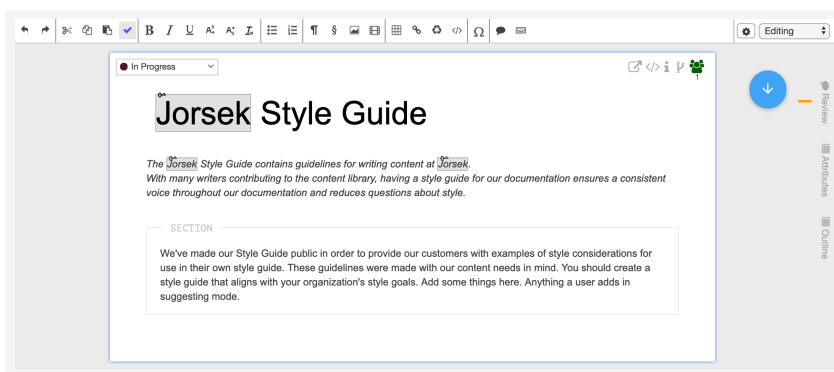 Editing
In Progress
1
Jorsek Style Guide
The Jorsek Style Guide contains guidelines for writing content at Jorsek.
With many writers contributing to the content library, having a style guide for our documentation ensures a consistent
voice throughout our documentation and reduces questions about style.
SECTION
We've made our Style Guide public in order to provide our customers with examples of style considerations for
use in their own style guide. These guidelines were made with our content needs in mind. You should create a
style guide that aligns with your organization's style goals. Add some things here. Anything a user adds in
suggesting mode.
Review
Attributes
Outline